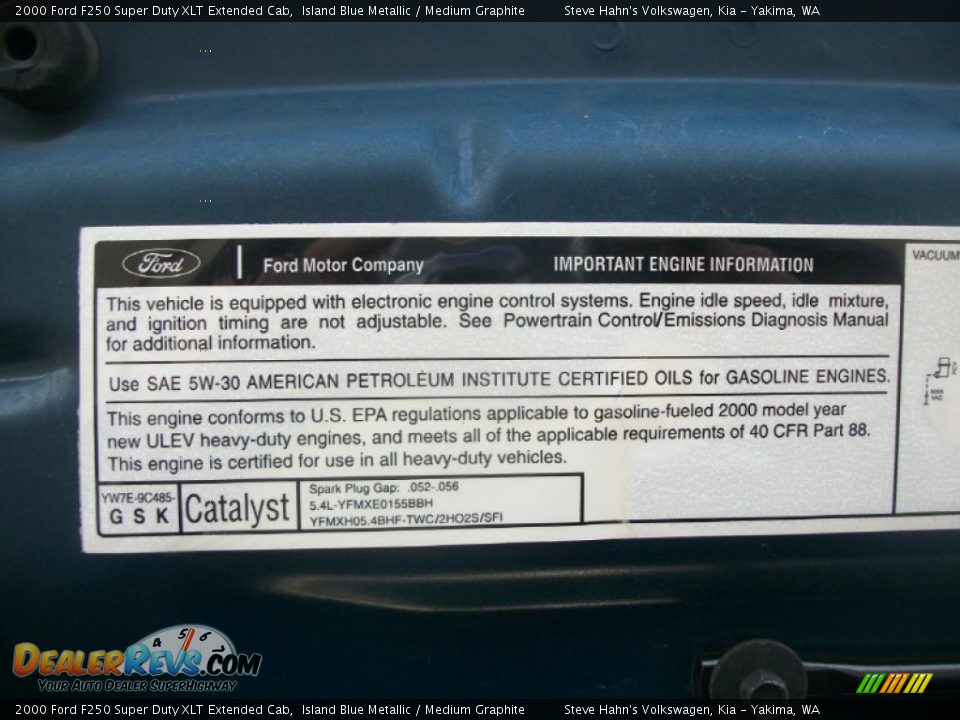 2000 Ford F250 Super Duty XLT Extended Cab, Island Blue Metallic / Medium Graphite Steve Hahn's Volkswagen, Kia - Yakima, WA
Ford
Ford Motor Company IMPORTANT ENGINE INFORMATION
VACUUM
This vehicle is equipped with electronic engine control systems. Engine idle speed, idle mixture,
and ignition timing are not adjustable. See Powertrain Control/Emissions Diagnosis Manual
for additional information.
Use SAE 5W-30 AMERICAN PETROLEUM INSTITUTE CERTIFIED OILS for GASOLINE ENGINES.
This engine conforms to U.S. EPA regulations applicable to gasoline-fueled 2000 model year
new ULEV heavy-duty engines, and meets all of the applicable requirements of 40 CFR Part 88.
This engine is certified for use in all heavy-duty vehicles.
YW7E-9C485-
G S K
Catalyst
Spark Plug Gap: .052-.056
5.4L-YFMXE0155BBH
YFMXH05.4BHF-TWC/2HO2S/SFI
MAN
VAC
4 5 6
DEALERREVS.COM
YOUR AUTO DEALER SUPERHIGHWAY
2000 Ford F250 Super Duty XLT Extended Cab, Island Blue Metallic / Medium Graphite Steve Hahn's Volkswagen, Kia - Yakima, WA